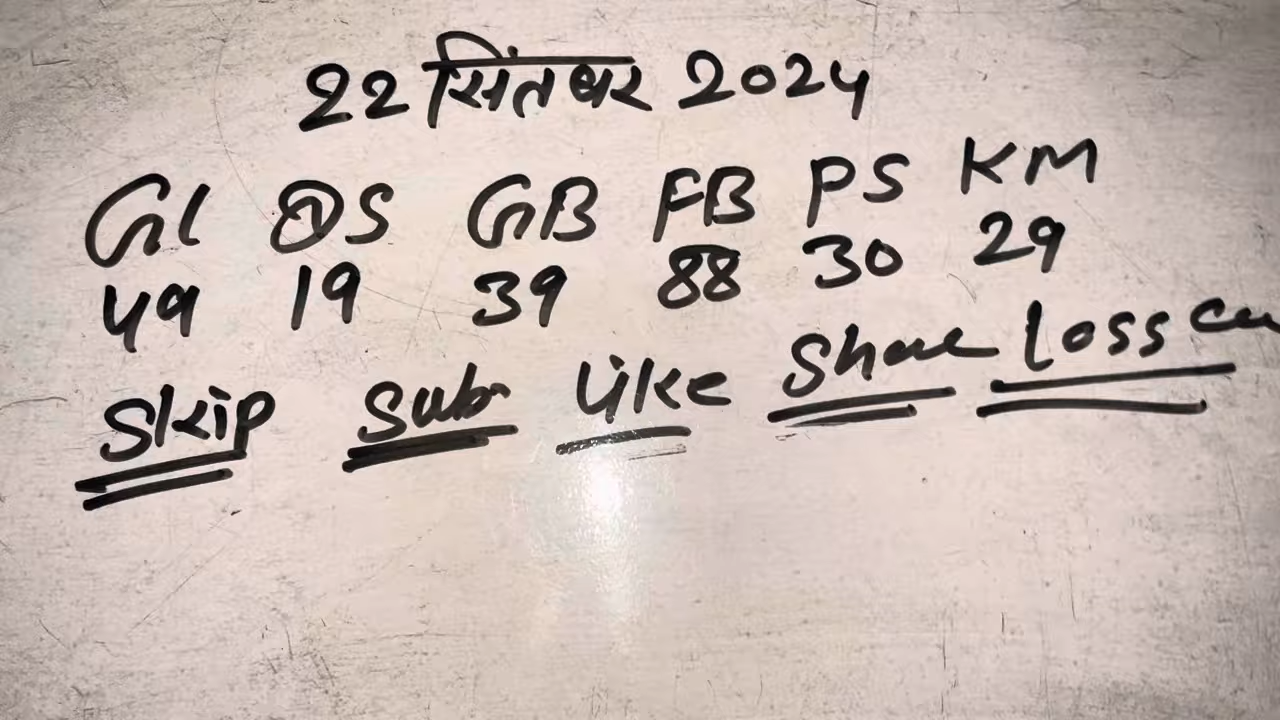 22 सितंबर 2024
GL DS GB FB PS KM
49 19 39 88 30 29
Skip Sub Like Share Loss